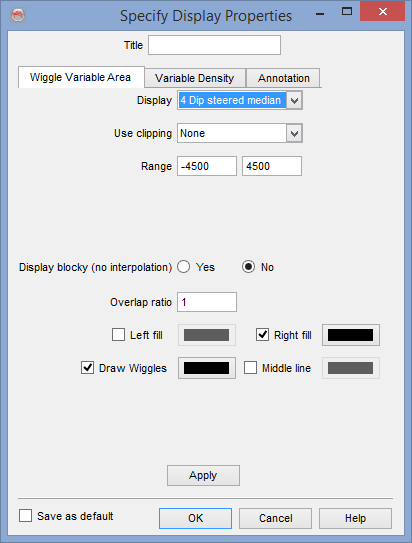 Specify Display Properties
Title
Wiggle Variable Area Variable Density Annotation
Display 4 Dip steered median
Use clipping None
Range -4500 4500
Display blocky (no interpolation) Yes No
Overlap ratio 1
Left fill Right fill
Draw Wiggles Middle line
Apply
Save as default OK Cancel Help